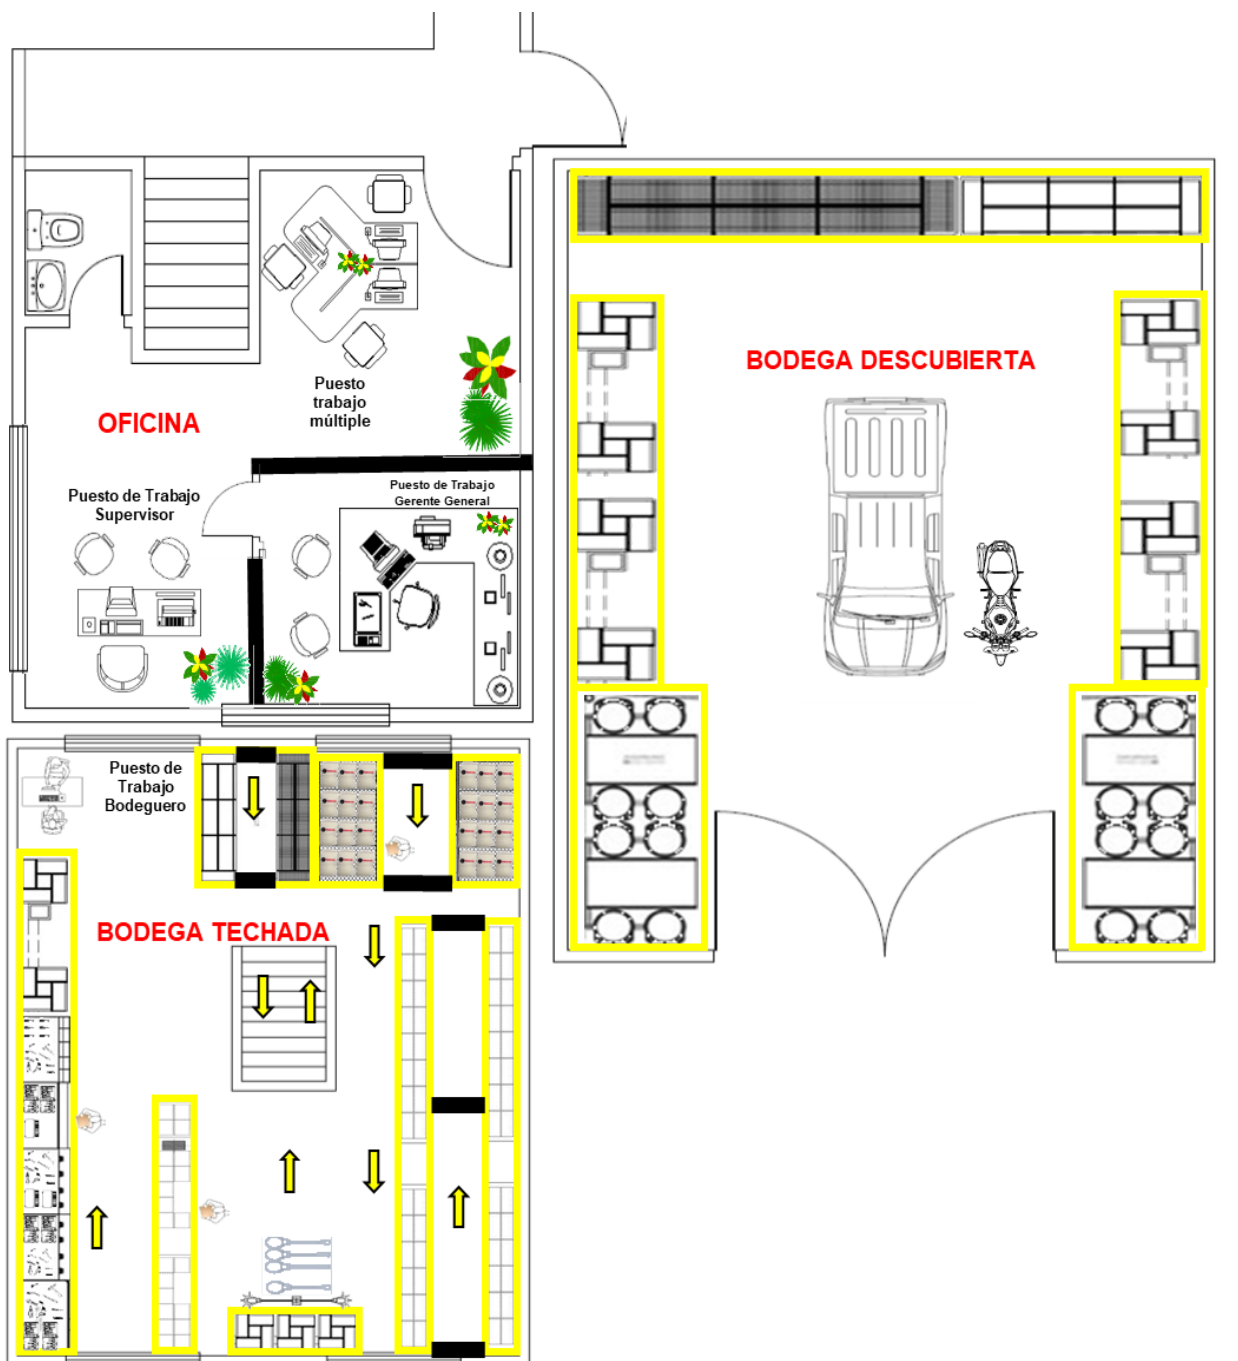 BODEGA DESCUBIERTA
Puesto
trabajo
múltiple
OFICINA
Puesto de Trabajo
Gerente General
Puesto de Trabajo
Supervisor
Puesto de
Trabajo
Bodeguero
BODEGA TECHADA